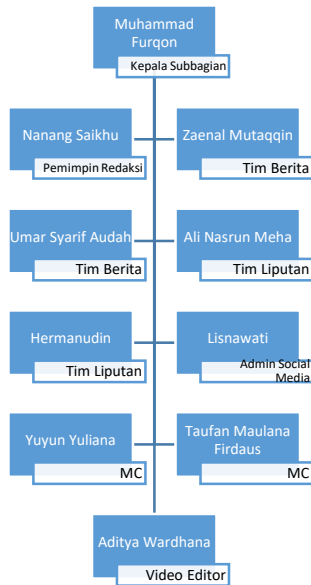 Muhammad
Furqon
Kepala Subbagian
Nanang Saikhu
Pemimpin Redaksi
Zaenal Mutaqqin
Tim Berita
Umar Syarif Audah
Tim Berita
Ali Nasrun Meha
Tim Liputan
Hermanudin
Tim Liputan
Lisnawati
Admin Social
Media
Yuyun Yuliana
MC
Taufan Maulana
Firdaus
MC
Aditya Wardhana
Video Editor